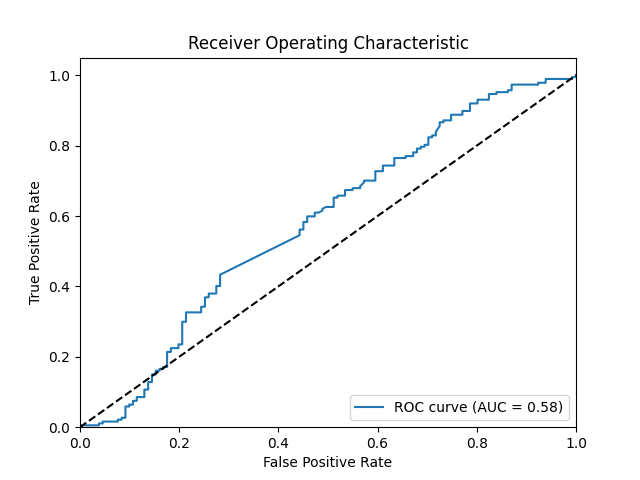 Receiver Operating Characteristic
1.0
0.8
0.6
0.4
0.2
0.0
True Positive Rate
ROC curve (AUC = 0.58)
0.0 0.2 0.4 0.6 0.8 1.0
False Positive Rate